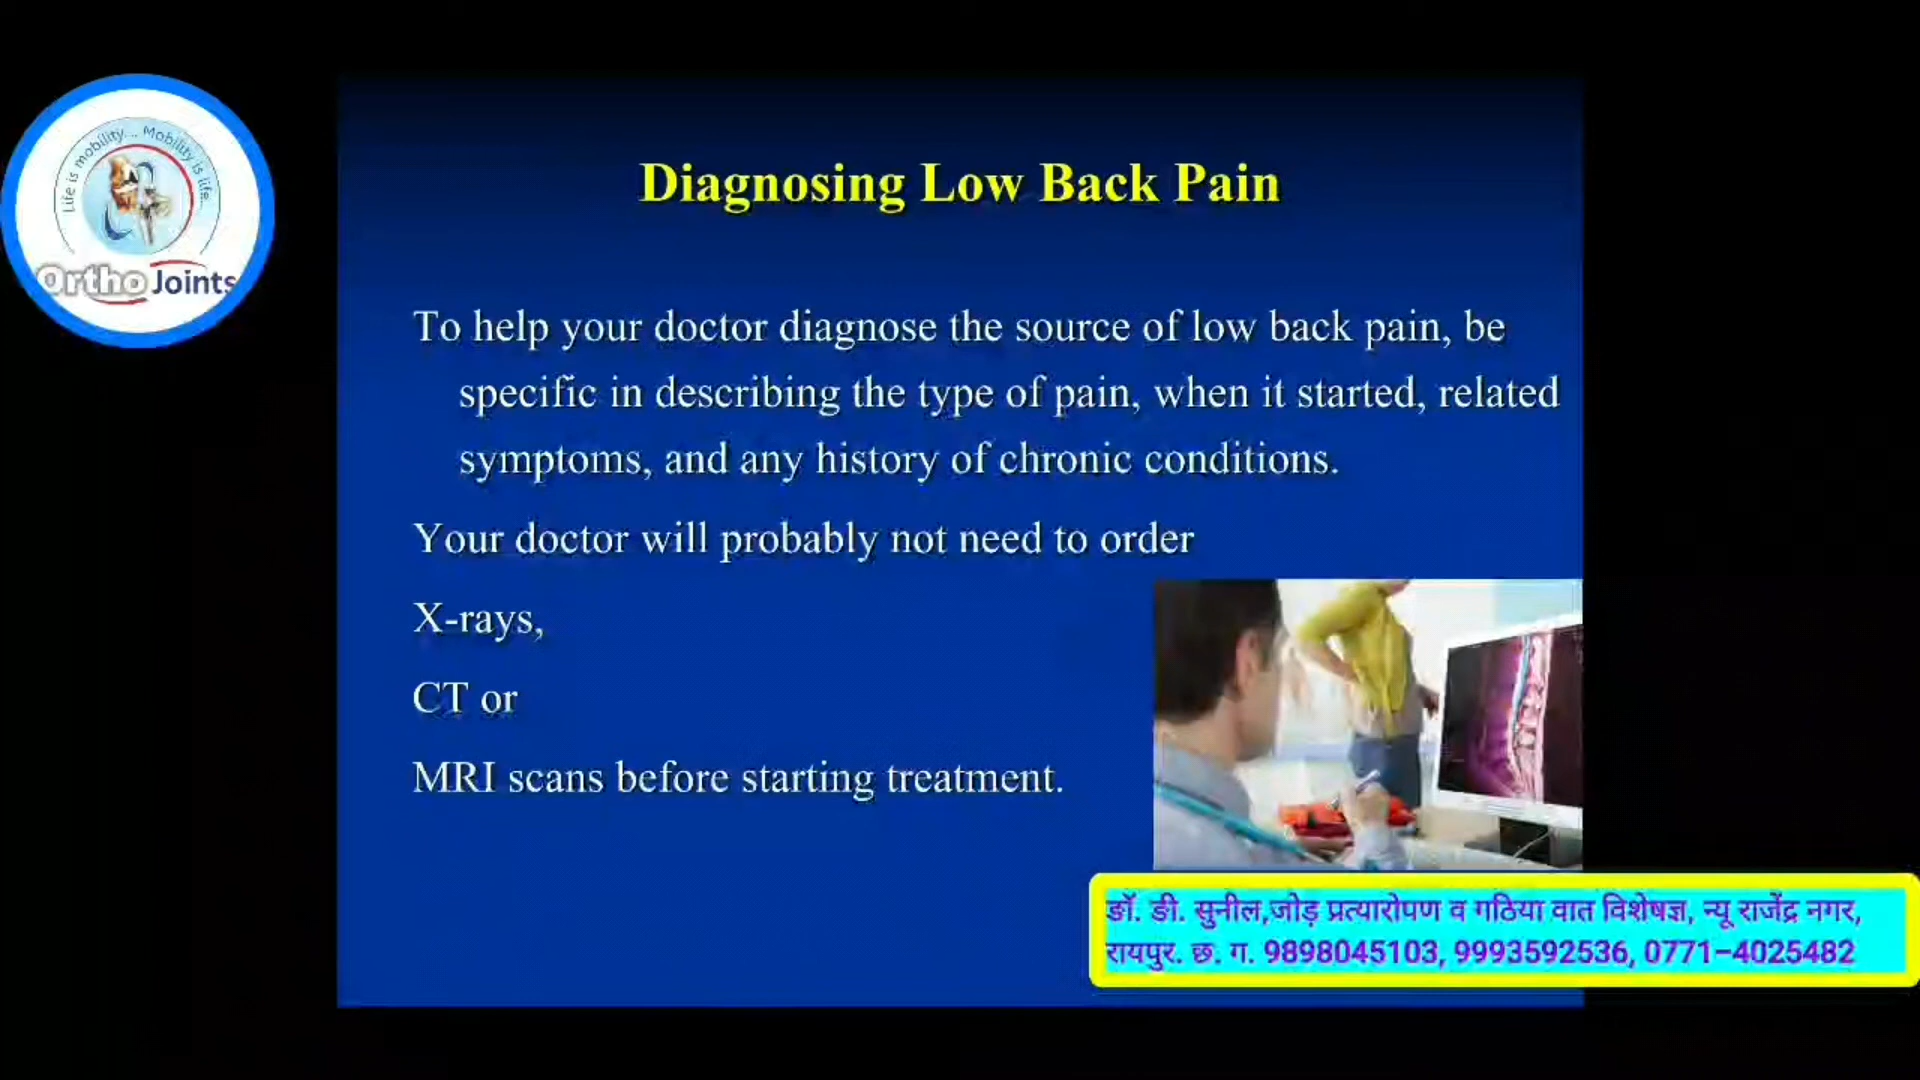 Life is mobility... Mobility is life...
Ortho Joints
Diagnosing Low Back Pain
To help your doctor diagnose the source of low back pain, be
specific in describing the type of pain, when it started, related
symptoms, and any history of chronic conditions.
Your doctor will probably not need to order
X-rays,
CT or
MRI scans before starting treatment.
डॉ. डी. सुनील,जोड़ प्रत्यारोपण व गठिया वात विशेषज्ञ, न्यू राजेंद्र नगर,
रायपुर. छ. ग. 9898045103, 9993592536, 0771-4025482